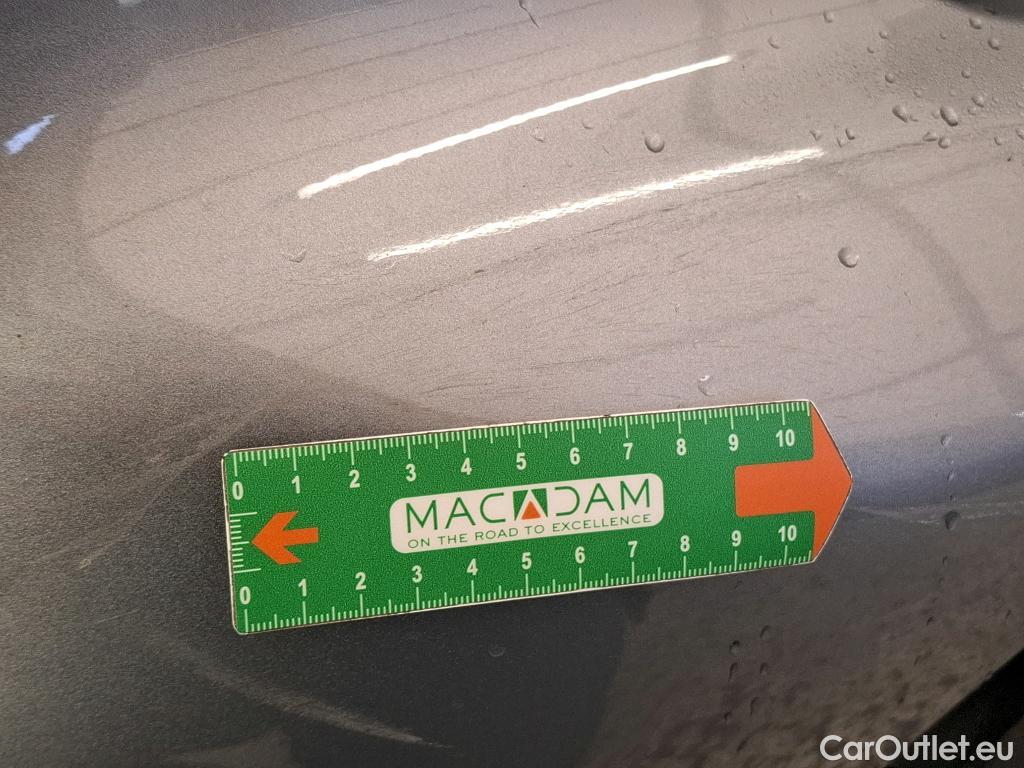 0 1 2 3 4 5 6 7 8 9 10
MACADAM
ON THE ROAD TO EXCELLENCE
0 1 2 3 4 5 6 7 8 9 10
CarOutlet.eu